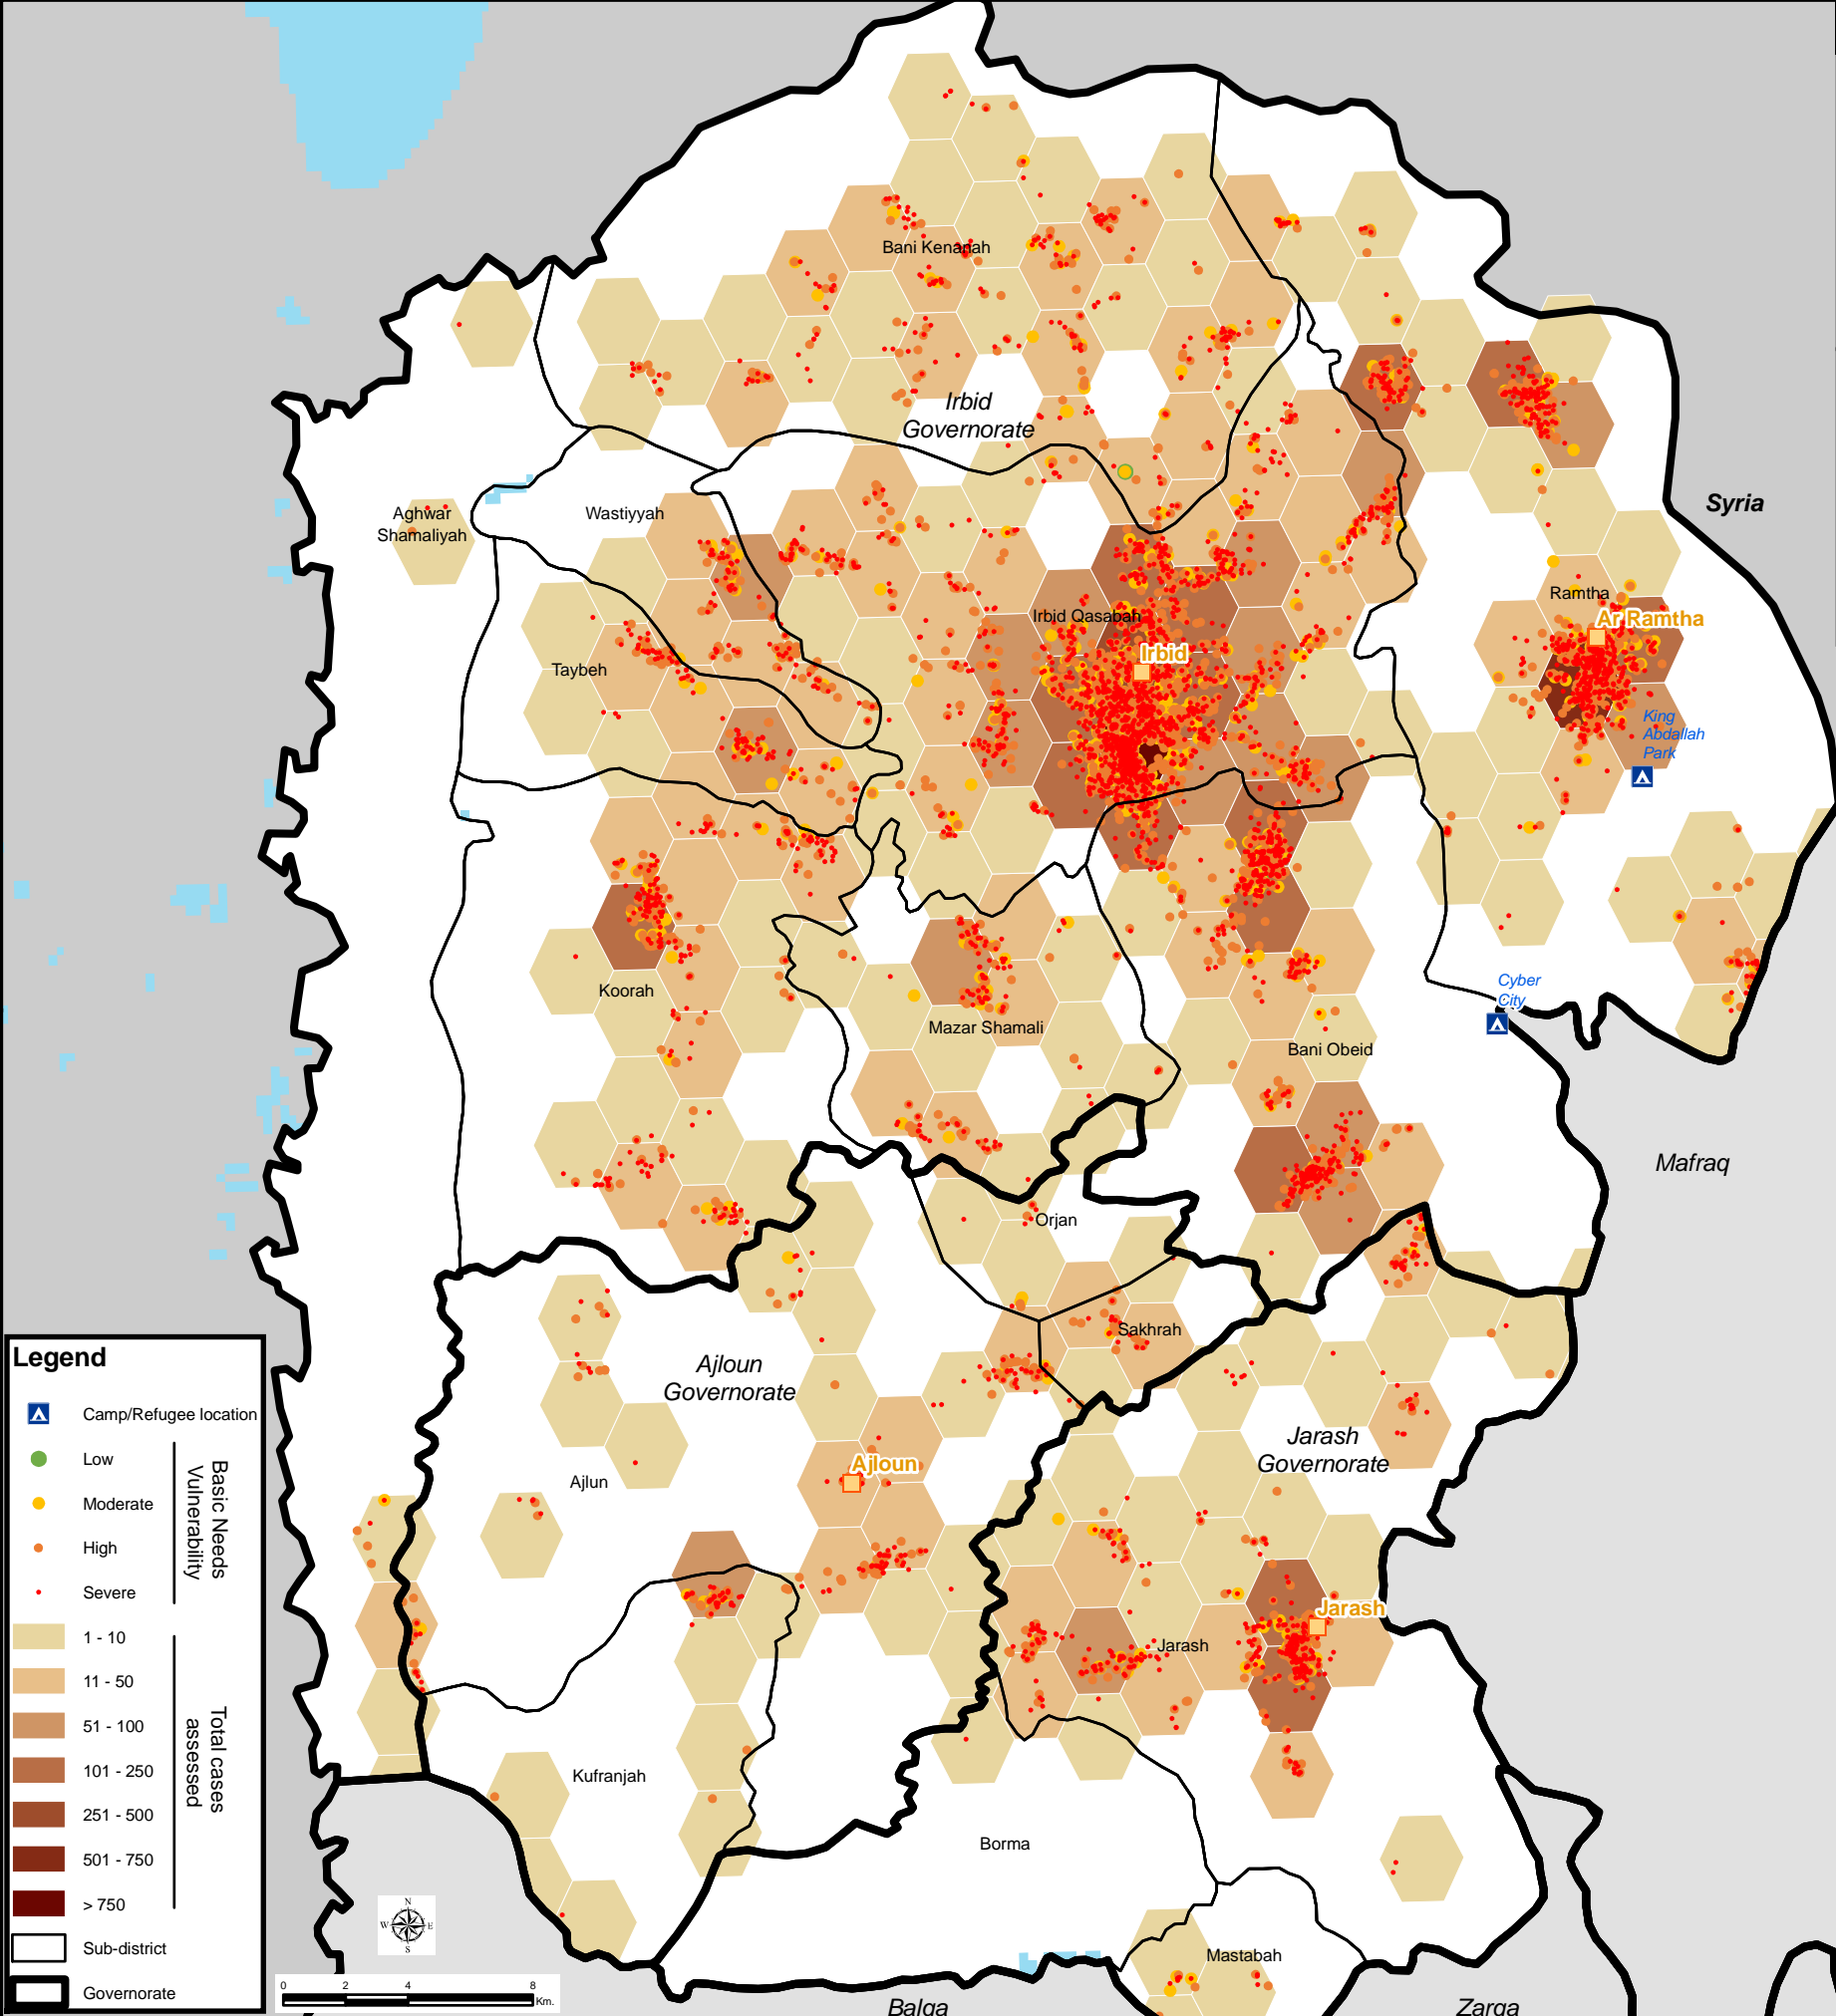 Bani Kenanah
Irbid
Governorate
Syria
Aghwar
Shamaliyah
Wastiyyah
Ramtha
Ar Ramtha
Irbid Qasabah
Irbid
Taybeh
King
Abdallah
Park
Koorah
Cyber
City
Mazar Shamali
Bani Obeid
Mafraq
Orjan
Sakhrah
Ajloun
Governorate
Jarash
Governorate
Ajloun
Ajlun
Jarash
Jarash
Kufranjah
Borma
Mastabah
Balqa
Zarqa
Legend
Camp/Refugee location
Low
Moderate
High
Severe
Basic Needs
Vulnerability
1 - 10
11 - 50
51 - 100
101 - 250
251 - 500
501 - 750
> 750
Total cases
assessed
Sub-district
Governorate
N
W E
S
0 2 4 8
Km.